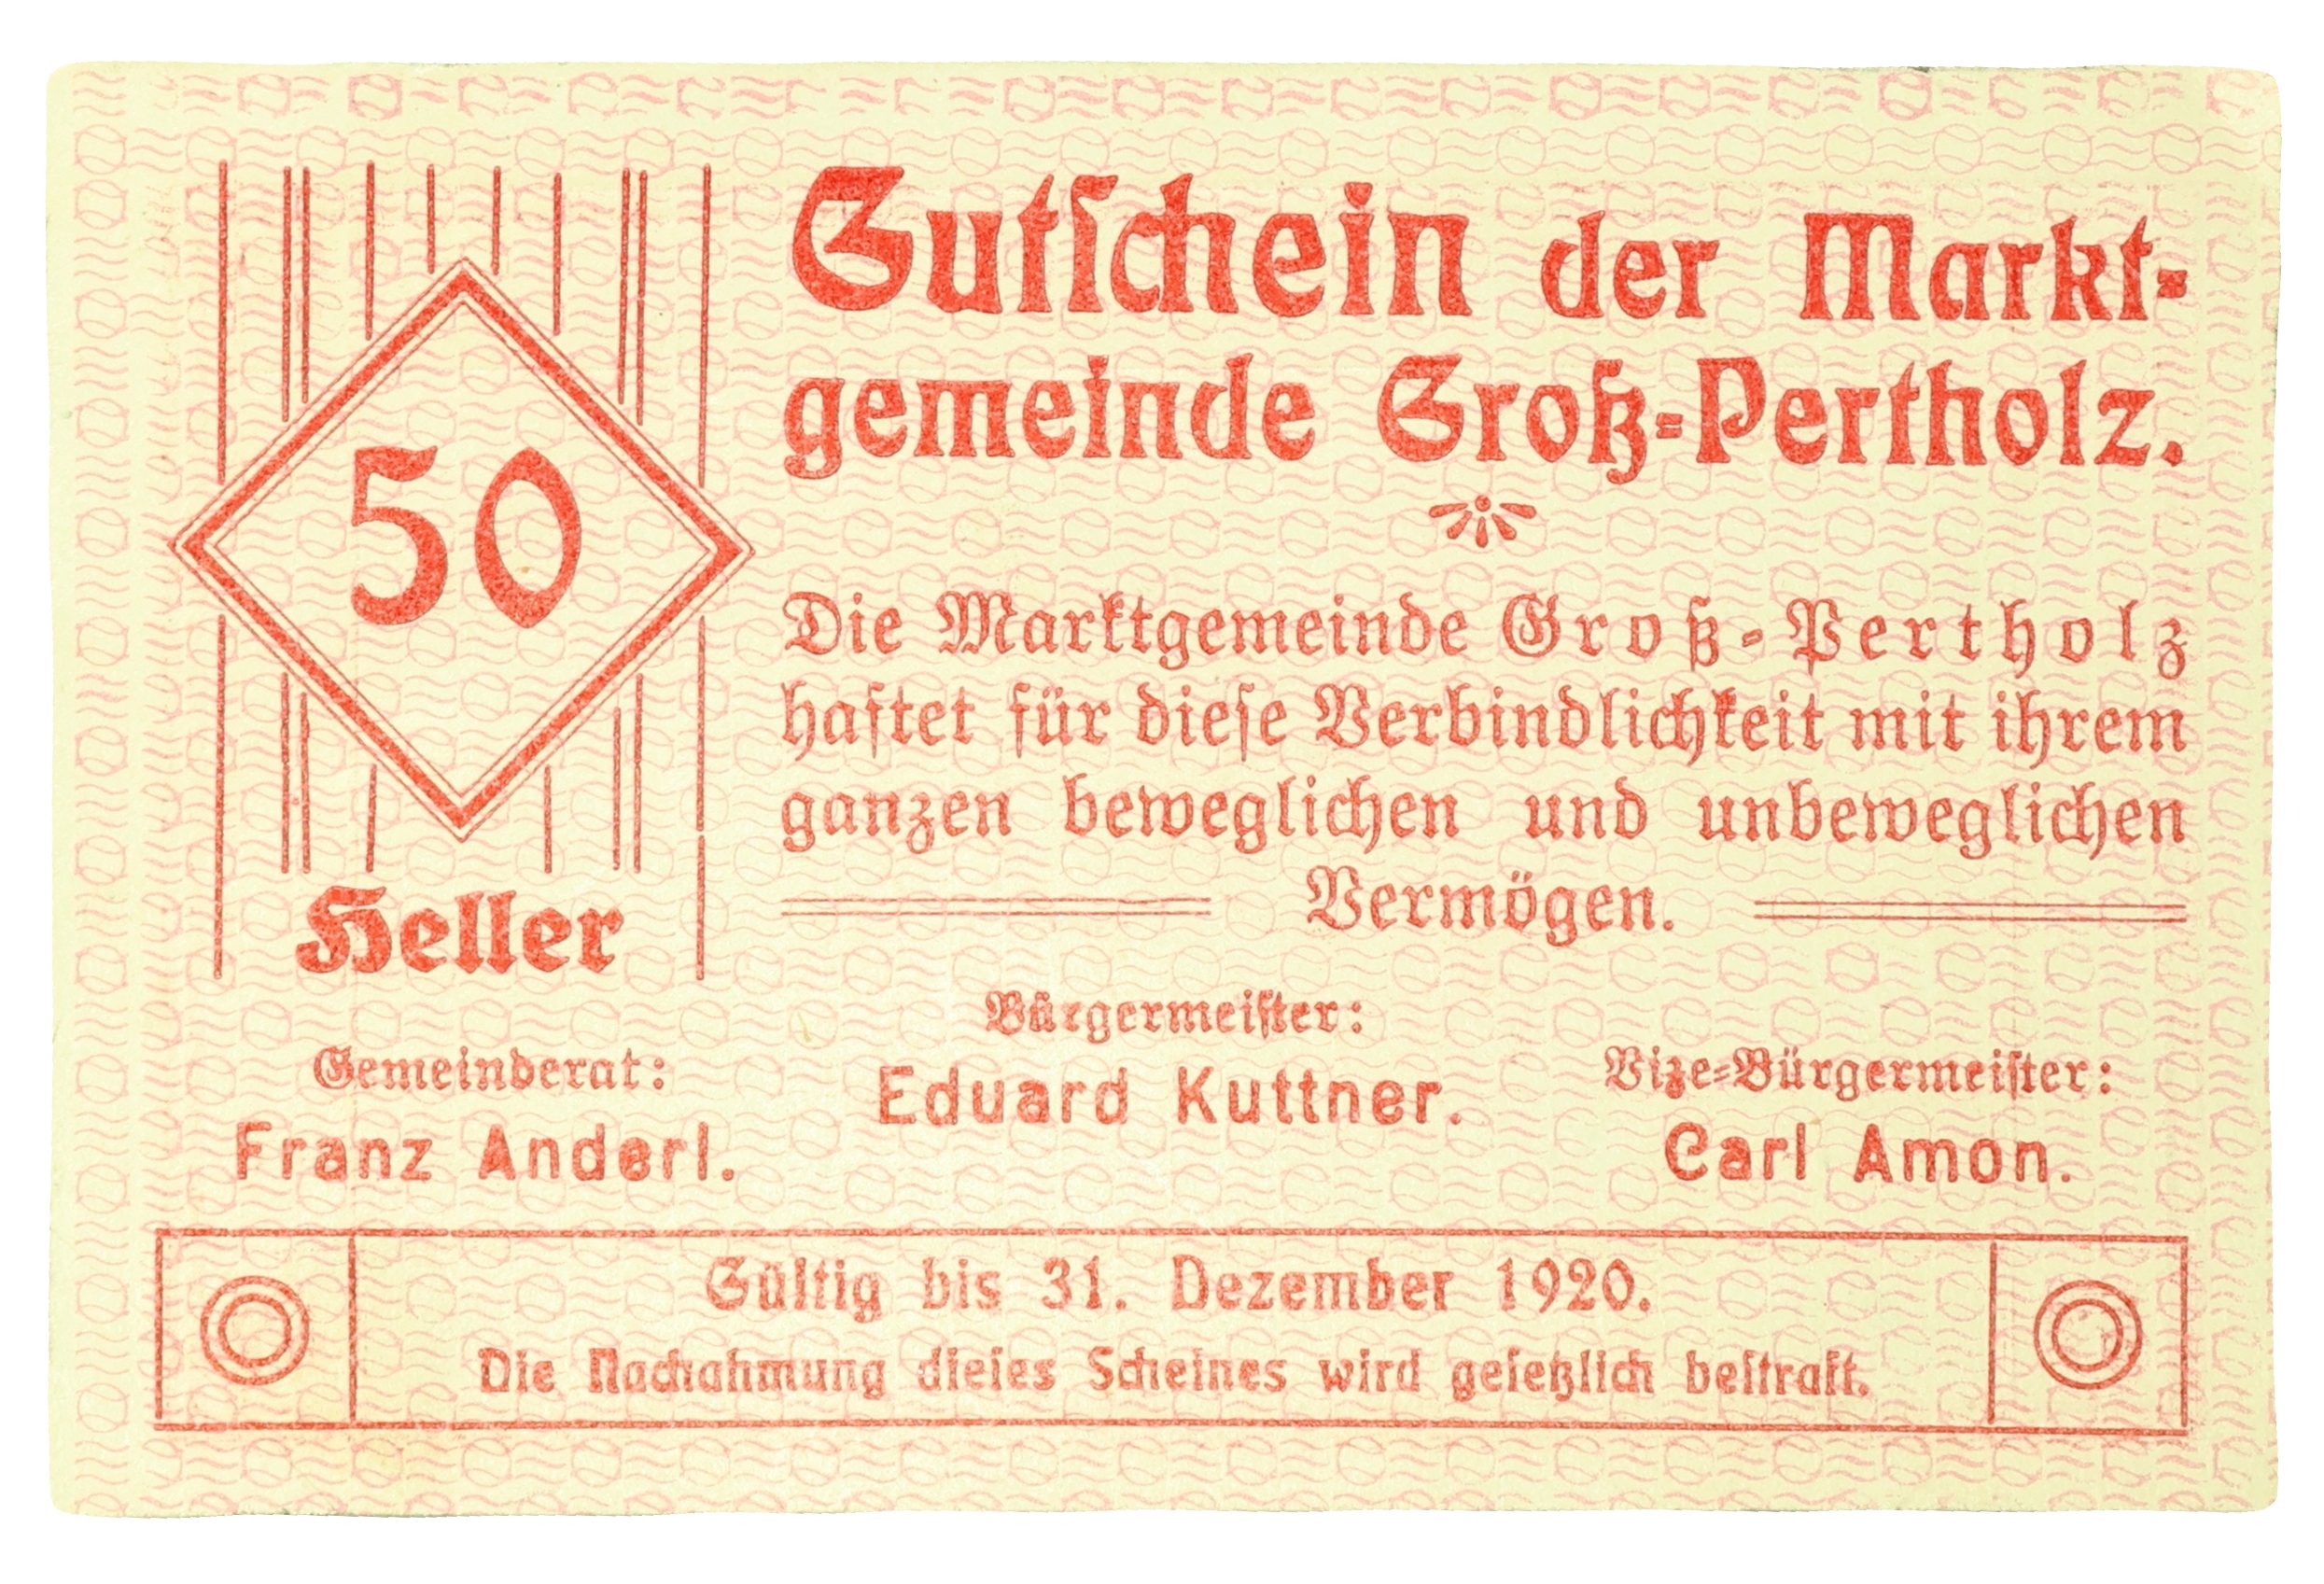 50
Heller
Gutschein der Markt-
gemeinde Groß-Pertholz.
Die Marktgemeinde Groß-Pertholz
haftet für diese Verbindlichkeit mit ihrem
ganzen beweglichen und unbeweglichen
Vermögen.
Gemeinderat:
Franz Anderl.
Bürgermeister:
Eduard Kuttner.
Vize-Bürgermeister:
Carl Amon.
Gültig bis 31. Dezember 1920.
Die Nachahmung dieses Scheines wird gesetzlich bestraft.